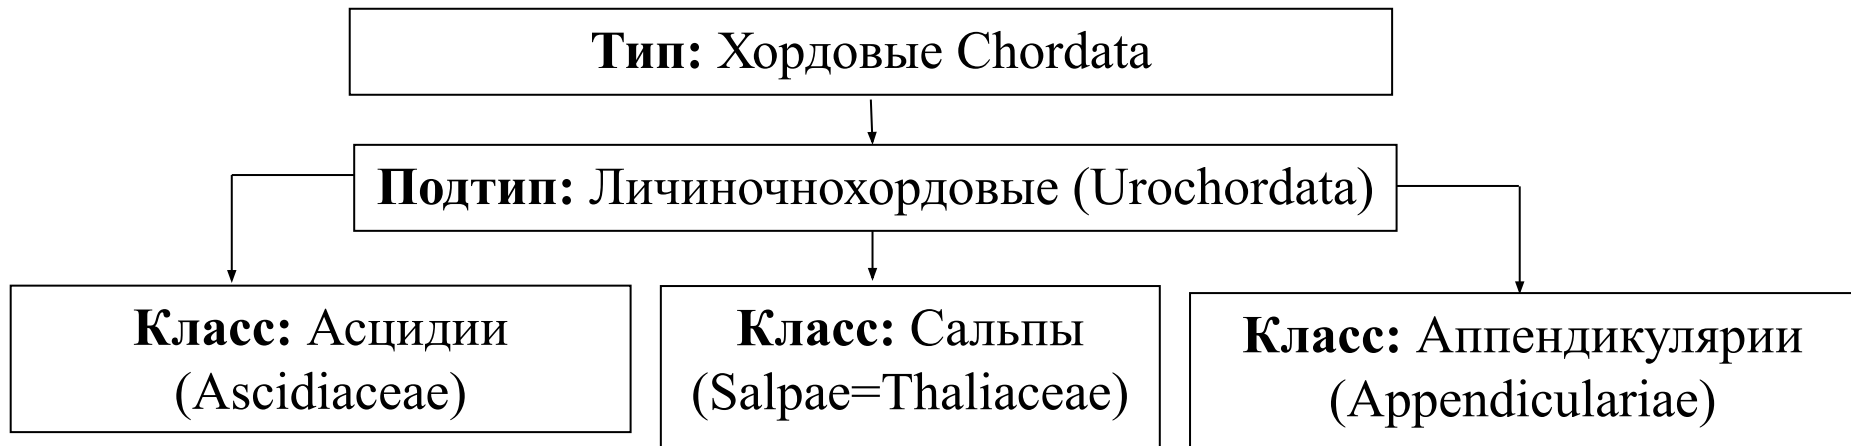 Тип: Хордовые Chordata
Подтип: Личиночнохордовые (Urochordata)
Класс: Асцидии
(Ascidiaceae)
Класс: Сальпы
(Salpae=Thaliaceae)
Класс: Аппендикулярии
(Appendiculariae)